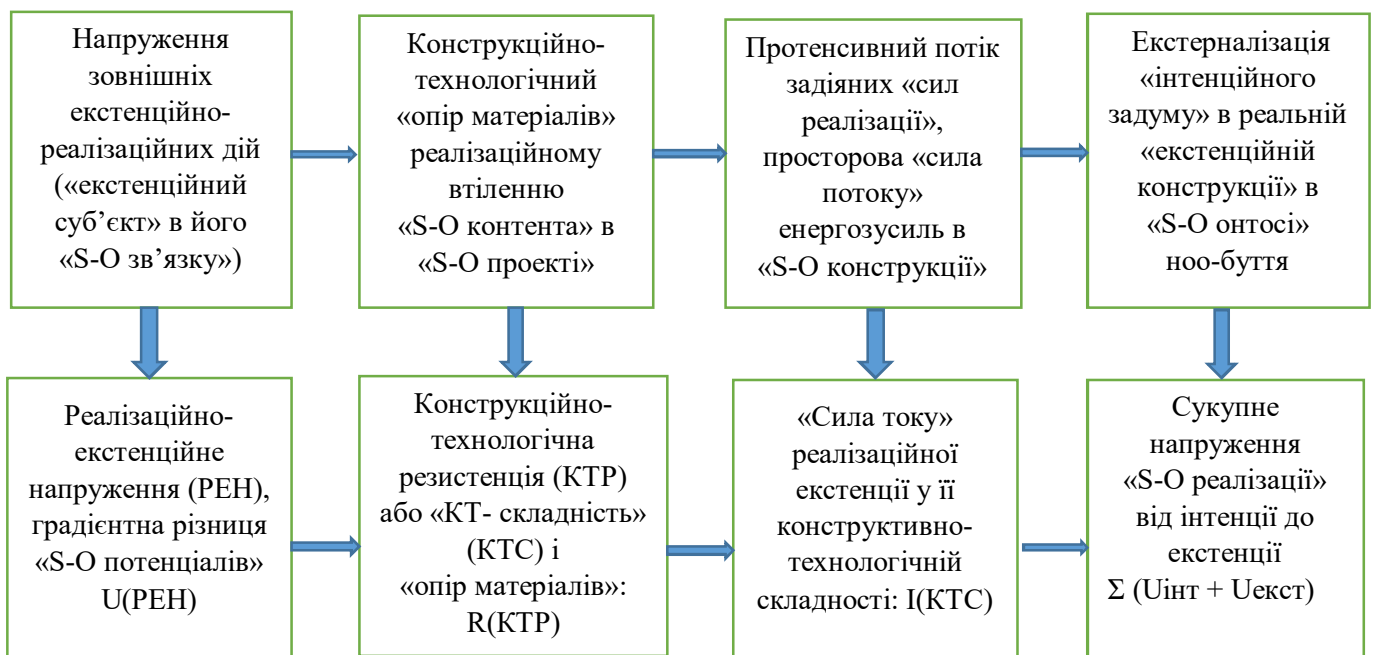 Напруження
зовнішніх
екстенційно-
реалізаційних дій
(«екстенційний
суб’єкт» в його
«S-O зв’язку»)
Конструкційно-
технологічний
«опір матеріалів»
реалізаційному
втіленню
«S-O контента» в
«S-O проекті»
Протенсивний потік
задіяних «сил
реалізації»,
просторова «сила
потоку»
енергозусиль в
«S-O конструкції»
Екстерналізація
«інтенційного
задуму» в реальній
«екстенційній
конструкції» в
«S-O онтосі»
ноо-буття
Реалізаційно-
екстенційне
напруження (РЕН),
градієнтна різниця
«S-O потенціалів»
U(РЕН)
Конструкційно-
технологічна
резистенція (КТР)
або «КТ- складність»
(КТС) і
«опір матеріалів»:
R(КТР)
«Сила току»
реалізаційної
екстенції у її
конструктивно-
технологічній
складності: I(КТС)
Сукупне
напруження
«S-O реалізації»
від інтенції до
екстенції
Σ (Uінт + Uекст)